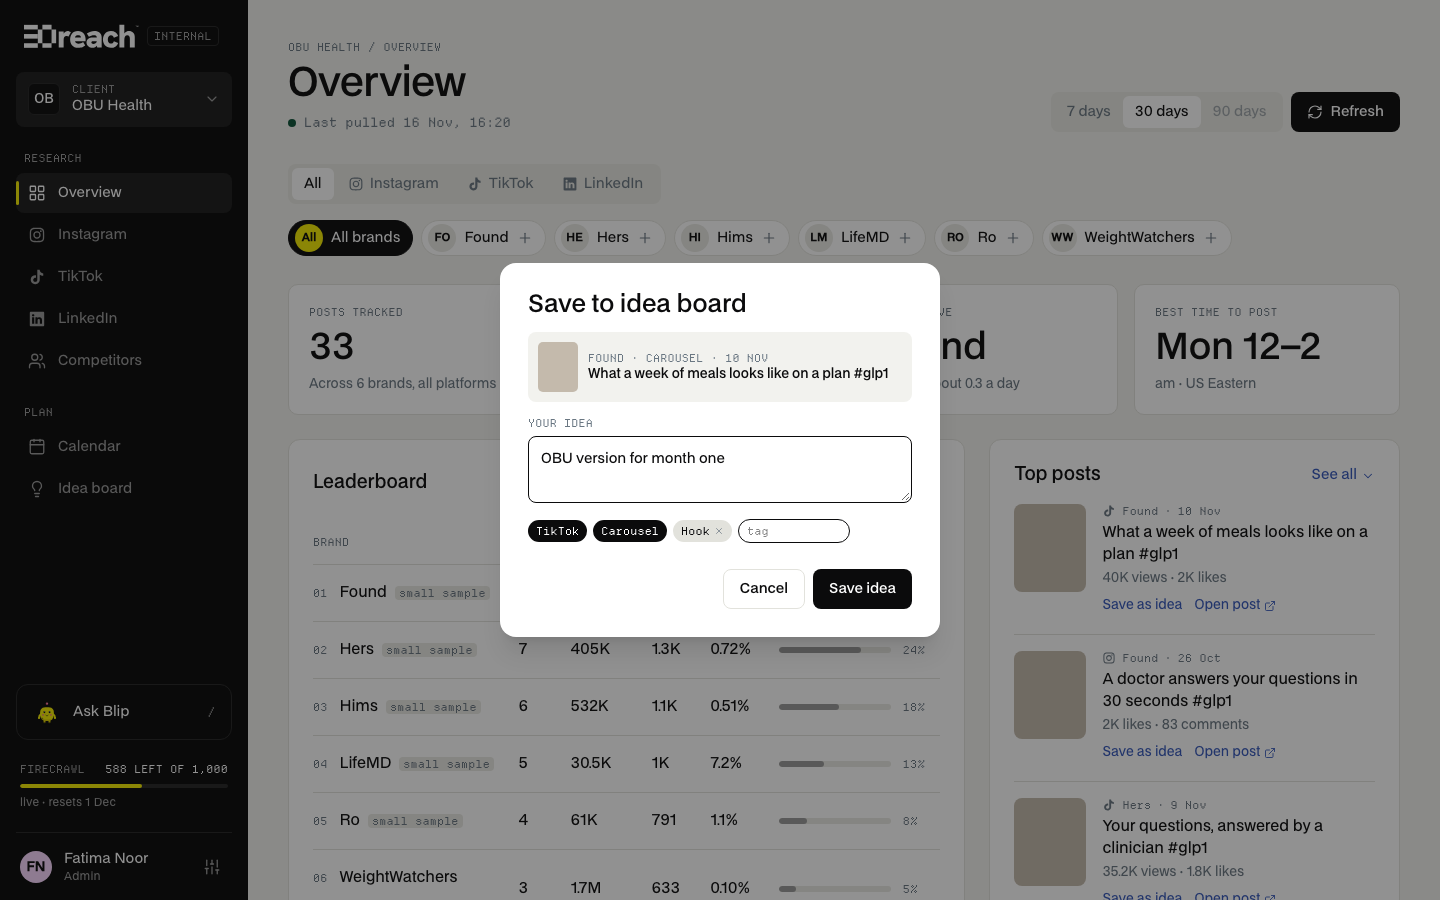 reach
INTERNAL
OB
CLIENT
OBU Health
RESEARCH
Overview
Instagram
TikTok
LinkedIn
Competitors
PLAN
Calendar
Idea board
Ask Blip
/
FIRECRAWL 588 LEFT OF 1,000
live · resets 1 Dec
FN
Fatima Noor
Admin
OBU HEALTH / OVERVIEW
Overview
Last pulled 16 Nov, 16:20
7 days 30 days 90 days
Refresh
All Instagram TikTok LinkedIn
All All brands FO Found HE Hers HI Hims LM LifeMD RO Ro WW WeightWatchers
POSTS TRACKED
33
Across 6 brands, all platforms
BEST TIME TO POST
Mon 12–2
am · US Eastern
Save to idea board
FOUND · CAROUSEL · 10 NOV
What a week of meals looks like on a plan #glp1
YOUR IDEA
OBU version for month one
TikTok Carousel Hook × tag
Cancel Save idea
Leaderboard
BRAND
01 Found small sample
02 Hers small sample 7 405K 1.3K 0.72% 24%
03 Hims small sample 6 532K 1.1K 0.51% 18%
04 LifeMD small sample 5 30.5K 1K 7.2% 13%
05 Ro small sample 4 61K 791 1.1% 8%
06 WeightWatchers 3 1.7M 633 0.10% 5%
Top posts
See all
Found · 10 Nov
What a week of meals looks like on a
plan #glp1
40K views · 2K likes
Save as idea Open post
Found · 26 Oct
A doctor answers your questions in
30 seconds #glp1
2K likes · 83 comments
Save as idea Open post
Hers · 9 Nov
Your questions, answered by a
clinician #glp1
35.2K views · 1.8K likes
Save as idea Open post